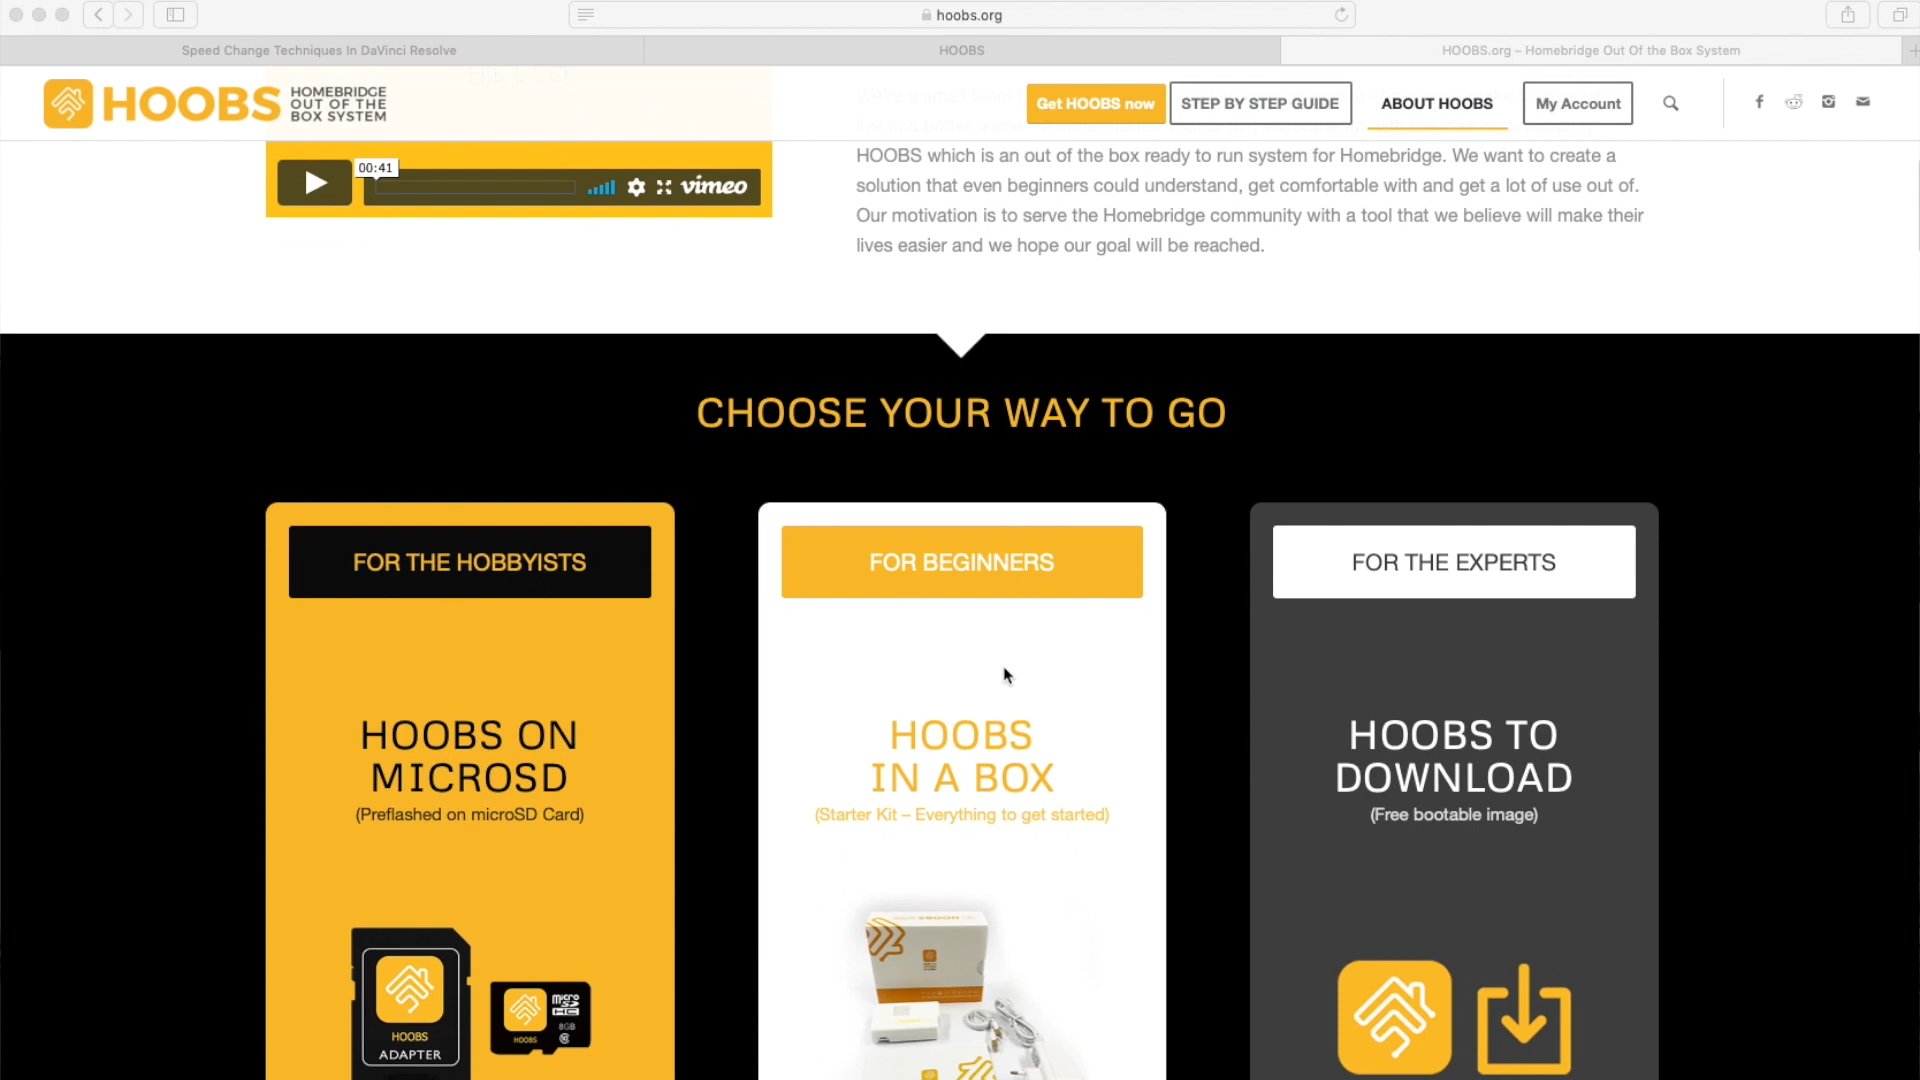 hoobs.org
Speed Change Techniques In DaVinci Resolve
HOOBS
HOOBS.org – Homebridge Out Of the Box System
HOOBS
HOMEBRIDGE
OUT OF THE
BOX SYSTEM
Get HOOBS now
STEP BY STEP GUIDE
ABOUT HOOBS
My Account
HELLO
00:41
vimeo
HOOBS which is an out of the box ready to run system for Homebridge. We want to create a
solution that even beginners could understand, get comfortable with and get a lot of use out of.
Our motivation is to serve the Homebridge community with a tool that we believe will make their
lives easier and we hope our goal will be reached.
CHOOSE YOUR WAY TO GO
FOR THE HOBBYISTS
HOOBS ON
MICROSD
(Preflashed on microSD Card)
HOOBS
ADAPTER
HOOBS
micro
SD
HC
8GB
FOR BEGINNERS
HOOBS
IN A BOX
(Starter Kit – Everything to get started)
FOR THE EXPERTS
HOOBS TO
DOWNLOAD
(Free bootable image)